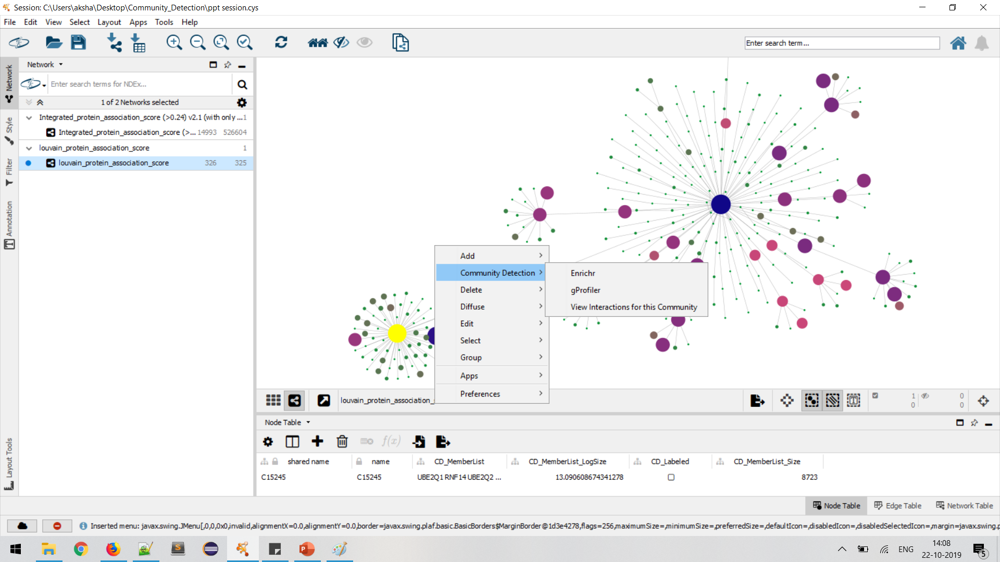 Session: C:\Users\aksha\Desktop\Community_Detection\ppt session.cys
File Edit View Select Layout Apps Tools Help
Enter search term...
Network
Network
Style
Filter
Annotation
T
Layout Tools
Enter search terms for NDEx...
1 of 2 Networks selected
Integrated_protein_association_score (>0.24) v2.1 (with only ...1
Integrated_protein_association_score (>... 14993 526604
louvain_protein_association_score 1
louvain_protein_association_score 326 325
Add
Community Detection
Delete
Diffuse
Edit
Select
Group
Apps
Preferences
Enrichr
gProfiler
View Interactions for this Community
louvain_protein_association_
T
1 0
0 0
Node Table
f(x)
shared name name CD_MemberList CD_MemberList_LogSize CD_Labeled CD_MemberList_Size
C15245 C15245 UBE2Q1 RNF14 UBE2Q2 ... 13.090608674341278 8723
Node Table Edge Table Network Table
Inserted menu: javax.swing.JMenu[,0,0,0x0,invalid,alignmentX=0.0,alignmentY=0.0,border=javax.swing.plaf.basic.BasicBorders$MarginBorder@1d3e4278,flags=256,maximumSize=,minimumSize=,preferredSize=,defaultIcon=,disabledIcon=,disabledSelectedIcon=,margin=javax.swing.p
S
P
ENG
14:08
22-10-2019
5